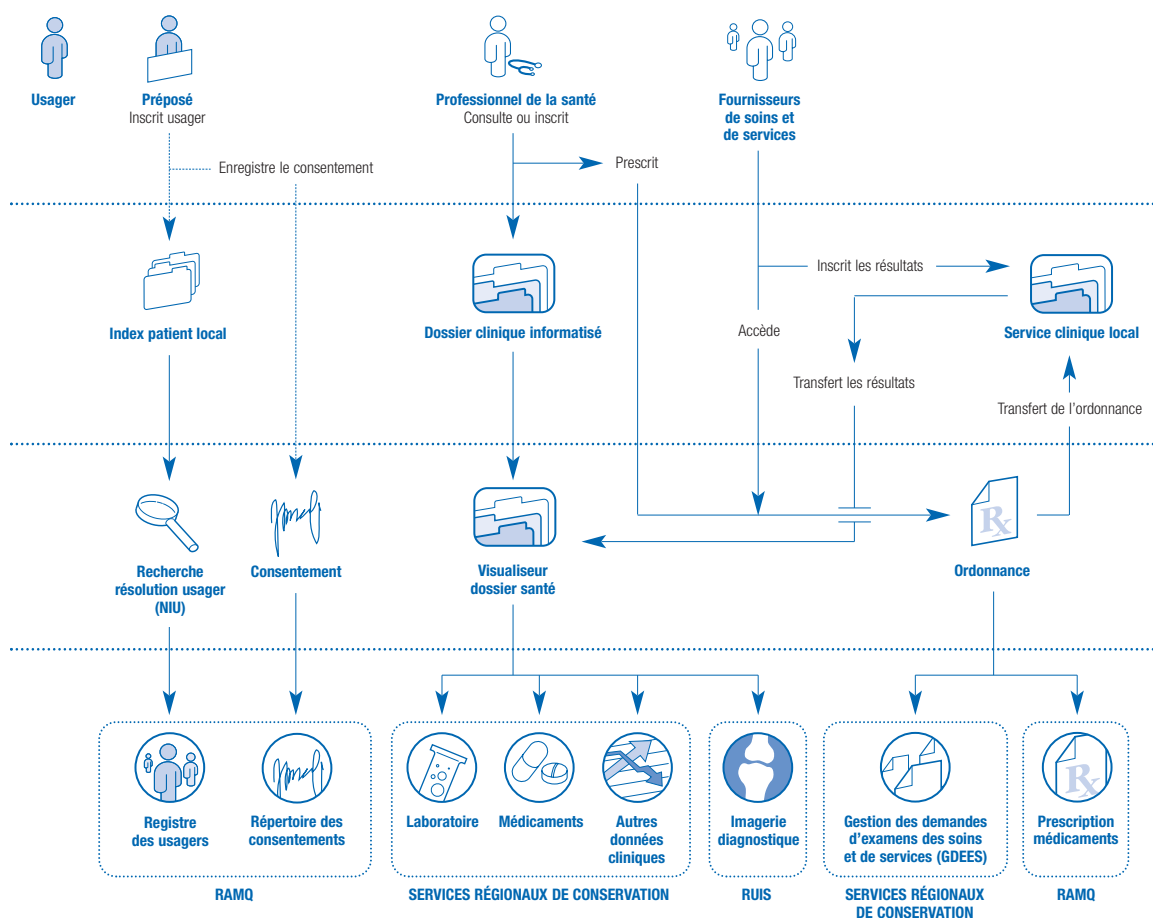 Usager
Préposé
Inscrit usager
Professionnel de la santé
Consulte ou inscrit
Fournisseurs
de soins et
de services
Enregistre le consentement
Prescrit
Inscrit les résultats
Index patient local
Dossier clinique informatisé
Accède
Service clinique local
Transfert les résultats
Transfert de l'ordonnance
Rx
Recherche
résolution usager
(NIU)
Consentement
Visualiseur
dossier santé
Ordonnance
Rx
Registre
des usagers
Répertoire des
consentements
Laboratoire
Médicaments
Autres
données
cliniques
Imagerie
diagnostique
Gestion des demandes
d'examens des soins
et de services (GDEES)
Prescription
médicaments
RAMQ
SERVICES RÉGIONAUX DE CONSERVATION
RUIS
SERVICES RÉGIONAUX
DE CONSERVATION
RAMQ